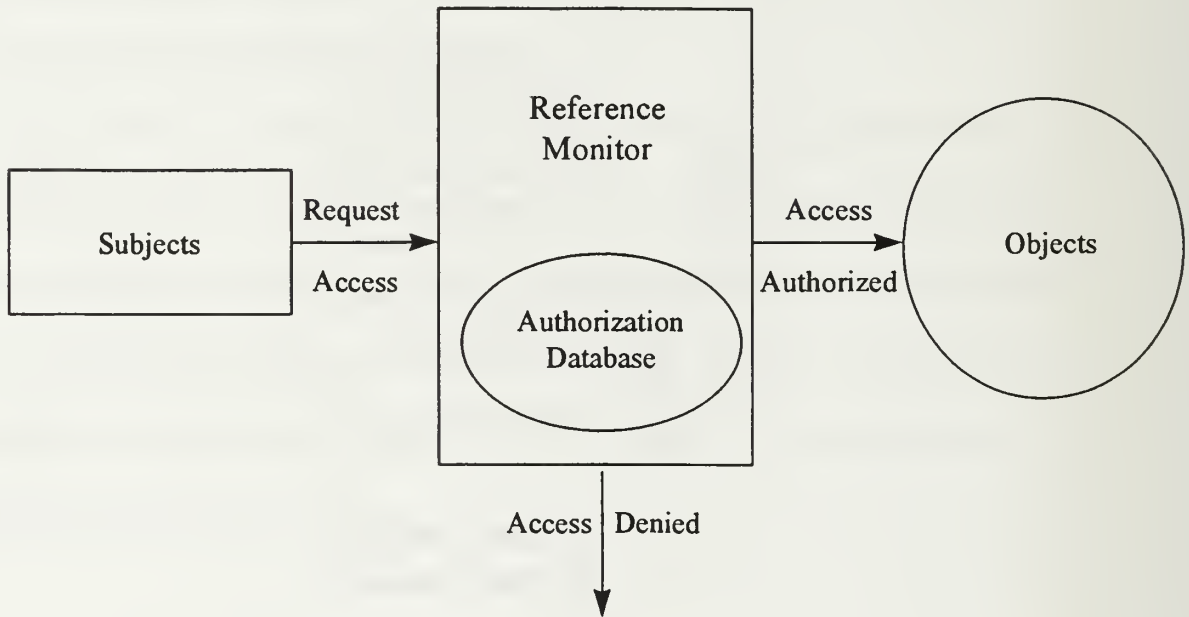 Reference
Monitor
Subjects
Request
Access
Authorization
Database
Access
Authorized
Objects
Access Denied